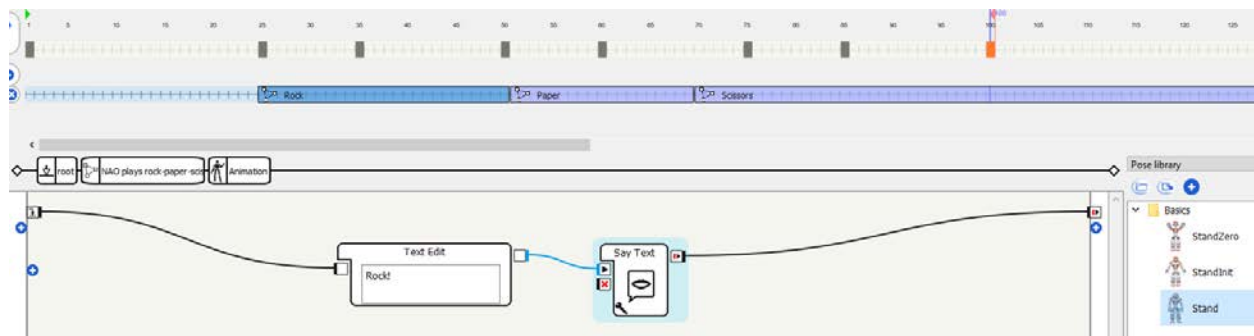 1 5 10 15 20 25 30 35 40 45 50 55 60 65 70 75 80 85 90 95 100 105 110 115 120 125
Rock Paper Scissors
root NAO plays rock-paper-scis Animation
Pose library
Basics
StandZero
StandInit
Stand
Text Edit
Rock!
Say Text